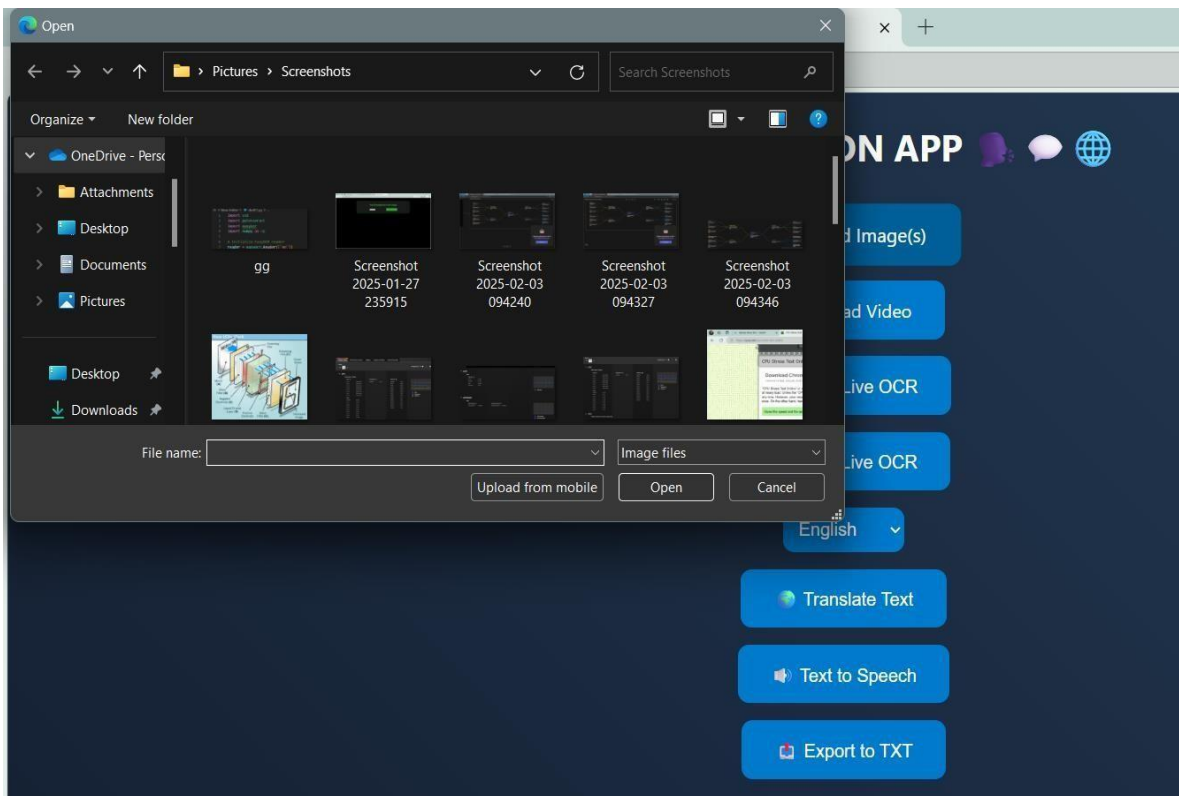 Open
Pictures > Screenshots
Search Screenshots
Organize
New folder
OneDrive - Perso
Attachments
Desktop
Documents
Pictures
Desktop
Downloads
gg
Screenshot
2025-01-27
235915
Screenshot
2025-02-03
094240
Screenshot
2025-02-03
094327
Screenshot
2025-02-03
094346
File name:
Image files
Upload from mobile
Open
Cancel
ON APP
d Image(s)
ad Video
Live OCR
Live OCR
English
Translate Text
Text to Speech
Export to TXT